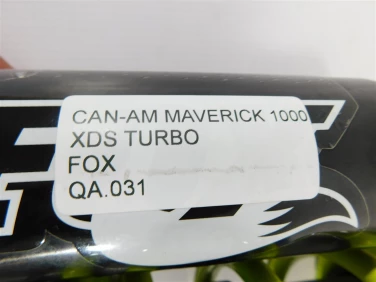 CAN-AM MAVERICK 1000
XDS TURBO
FOX
QA.031